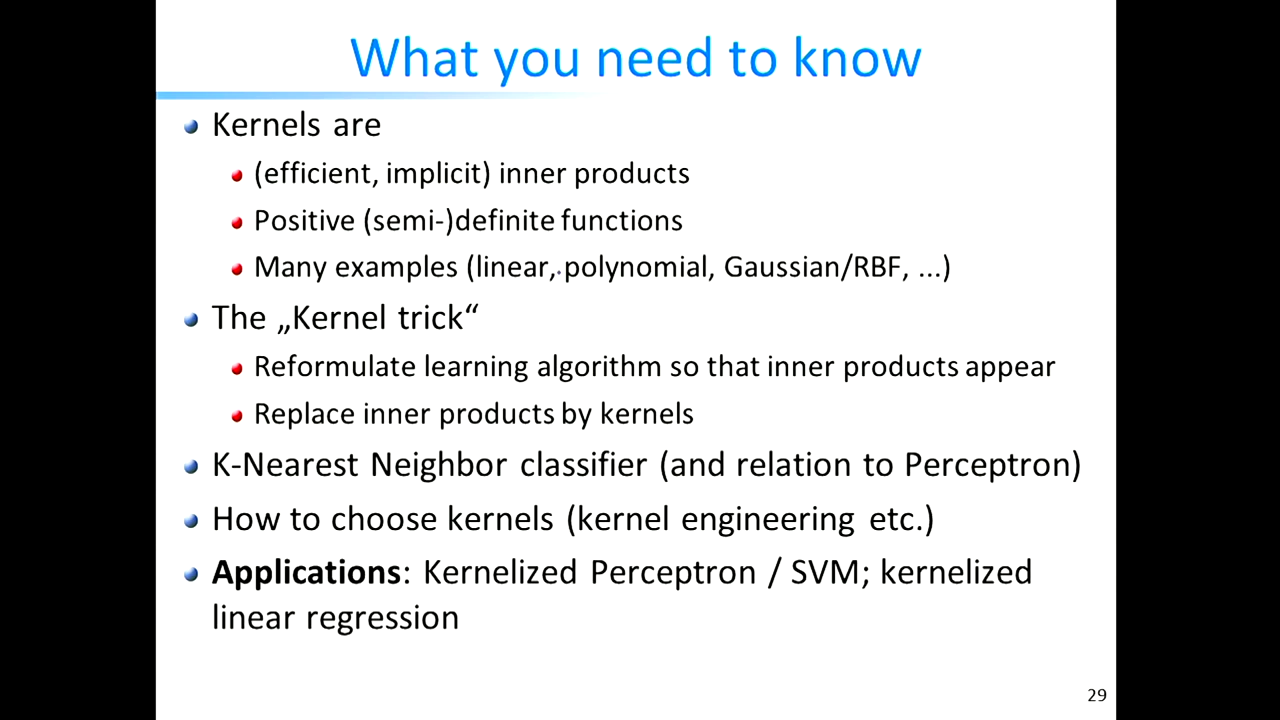 What you need to know
Kernels are
(efficient, implicit) inner products
Positive (semi-)definite functions
Many examples (linear, polynomial, Gaussian/RBF, ...)
The „Kernel trick“
Reformulate learning algorithm so that inner products appear
Replace inner products by kernels
K-Nearest Neighbor classifier (and relation to Perceptron)
How to choose kernels (kernel engineering etc.)
Applications: Kernelized Perceptron / SVM; kernelized
linear regression
29